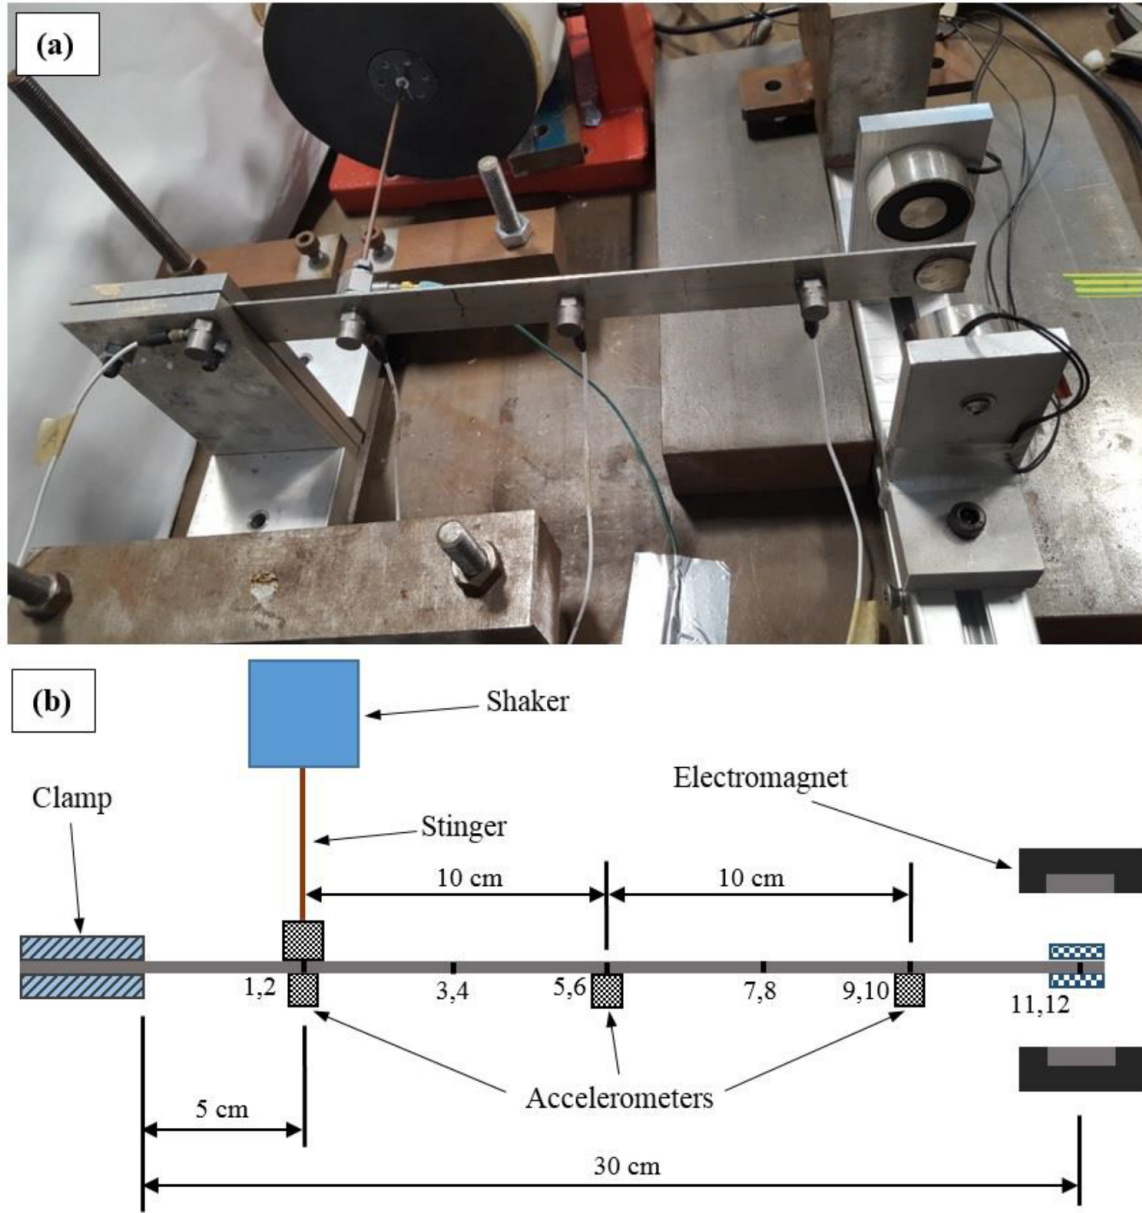 (a)
(b)
Shaker
Electromagnet
Clamp
Stinger
10 cm
10 cm
1,2
3,4
5,6
7,8
9,10
11,12
Accelerometers
5 cm
30 cm